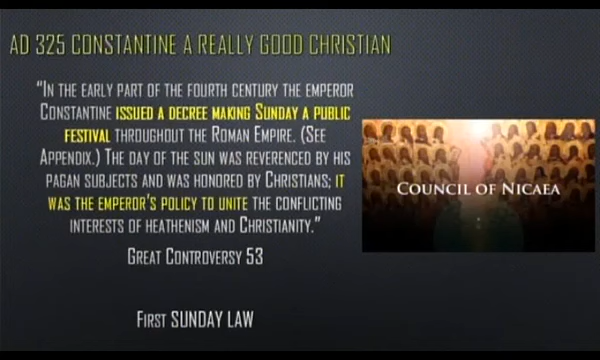 AD 325 CONSTANTINE A REALLY GOOD CHRISTIAN
“IN THE EARLY PART OF THE FOURTH CENTURY THE EMPEROR
CONSTANTINE ISSUED A DECREE MAKING SUNDAY A PUBLIC
FESTIVAL THROUGHOUT THE ROMAN EMPIRE. (SEE
APPENDIX.) THE DAY OF THE SUN WAS REVERENCED BY HIS
PAGAN SUBJECTS AND WAS HONORED BY CHRISTIANS; IT
WAS THE EMPEROR'S POLICY TO UNITE THE CONFLICTING
INTERESTS OF HEATHENISM AND CHRISTIANITY.”
GREAT CONTROVERSY 53
FIRST SUNDAY LAW
COUNCIL OF NICAEA